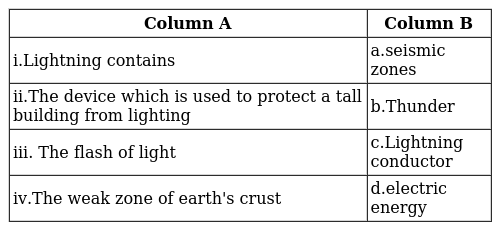 Column A Column B
i.Lightning contains
a.seismic
zones
ii.The device which is used to protect a tall
building from lighting
b.Thunder
iii. The flash of light
c.Lightning
conductor
iv.The weak zone of earth's crust
d.electric
energy